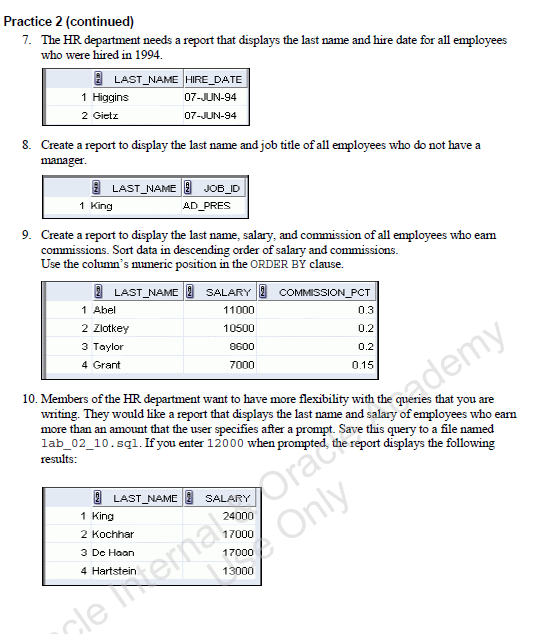 Practice 2 (continued)
7. The HR department needs a report that displays the last name and hire date for all employees
who were hired in 1994.
LAST_NAME HIRE_DATE
1 Higgins 07-JUN-94
2 Gietz 07-JUN-94
8. Create a report to display the last name and job title of all employees who do not have a
manager.
LAST_NAME JOB_ID
1 King AD_PRES
9. Create a report to display the last name, salary, and commission of all employees who earn
commissions. Sort data in descending order of salary and commissions.
Use the column's numeric position in the ORDER BY clause.
LAST_NAME SALARY COMMISSION_PCT
1 Abel 11000 0.3
2 Zlotkey 10500 0.2
3 Taylor 8600 0.2
4 Grant 7000 0.15
10. Members of the HR department want to have more flexibility with the queries that you are
writing. They would like a report that displays the last name and salary of employees who earn
more than an amount that the user specifies after a prompt. Save this query to a file named
lab_02_10.sql. If you enter 12000 when prompted, the report displays the following
results:
LAST_NAME SALARY
1 King 24000
2 Kochhar 17000
3 De Haan 17000
4 Hartstein 13000
cle Internal & Oracle Academy
Use Only